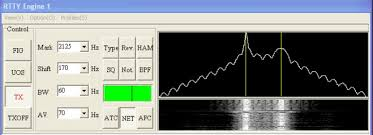 RTTY Engine 1
View(V) Option(O) Profiles(S)
Control
FIG
UOS
TX
TXOFF
Mark 2125 Hz
Shift 170 Hz
BW 60 Hz
AV. 70 Hz
Type Rev. HAM
SQ Not. BPF
ATC NET AFC